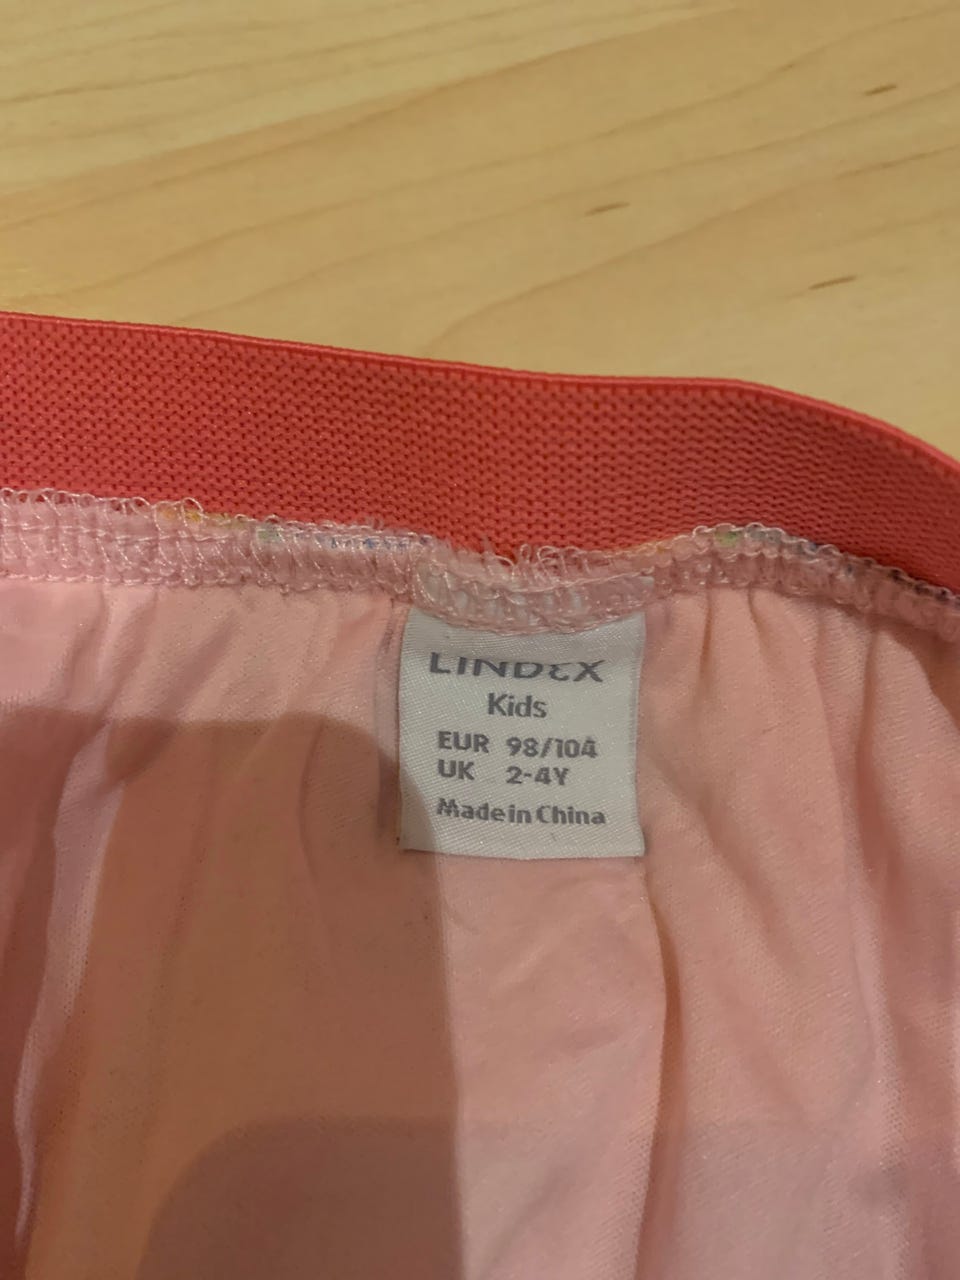 LINDEX
Kids
EUR 98/104
UK 2-4Y
Made in China